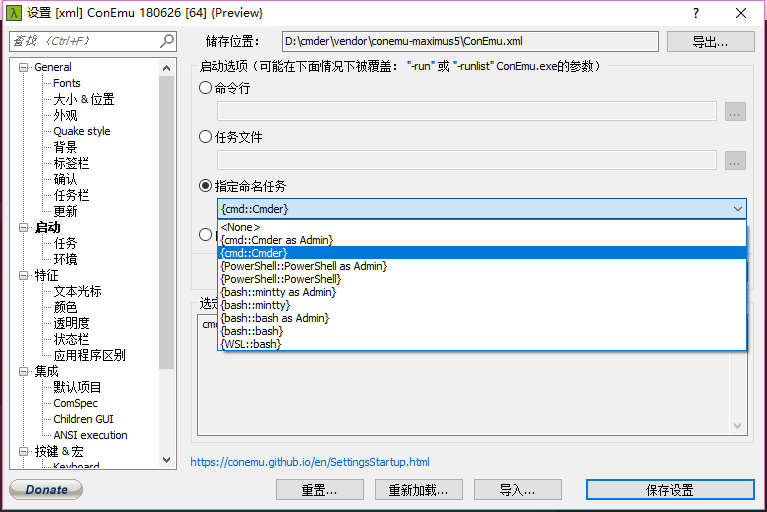 设置 [xml] ConEmu 180626 [64] {Preview}
查找 (Ctrl+F)
储存位置：
D:\cmder\vendor\conemu-maximus5\ConEmu.xml
导出...
General
Fonts
大小 & 位置
外观
Quake style
背景
标签栏
确认
任务栏
更新
启动
任务
环境
特征
文本光标
颜色
透明度
状态栏
应用程序区别
集成
默认项目
ComSpec
Children GUI
ANSI execution
按键 & 宏
Keyboard
启动选项（可能在下面情况下被覆盖： "-run" 或 "-runlist" ConEmu.exe的参数）
命令行
...
任务文件
...
指定命名任务
{cmd::Cmder}
<None>
{cmd::Cmder as Admin}
{cmd::Cmder}
{PowerShell::PowerShell as Admin}
{PowerShell::PowerShell}
{bash::mintty as Admin}
{bash::mintty}
{bash::bash as Admin}
{bash::bash}
{WSL::bash}
选定
https://conemu.github.io/en/SettingsStartup.html
Donate
重置...
重新加载...
导入...
保存设置